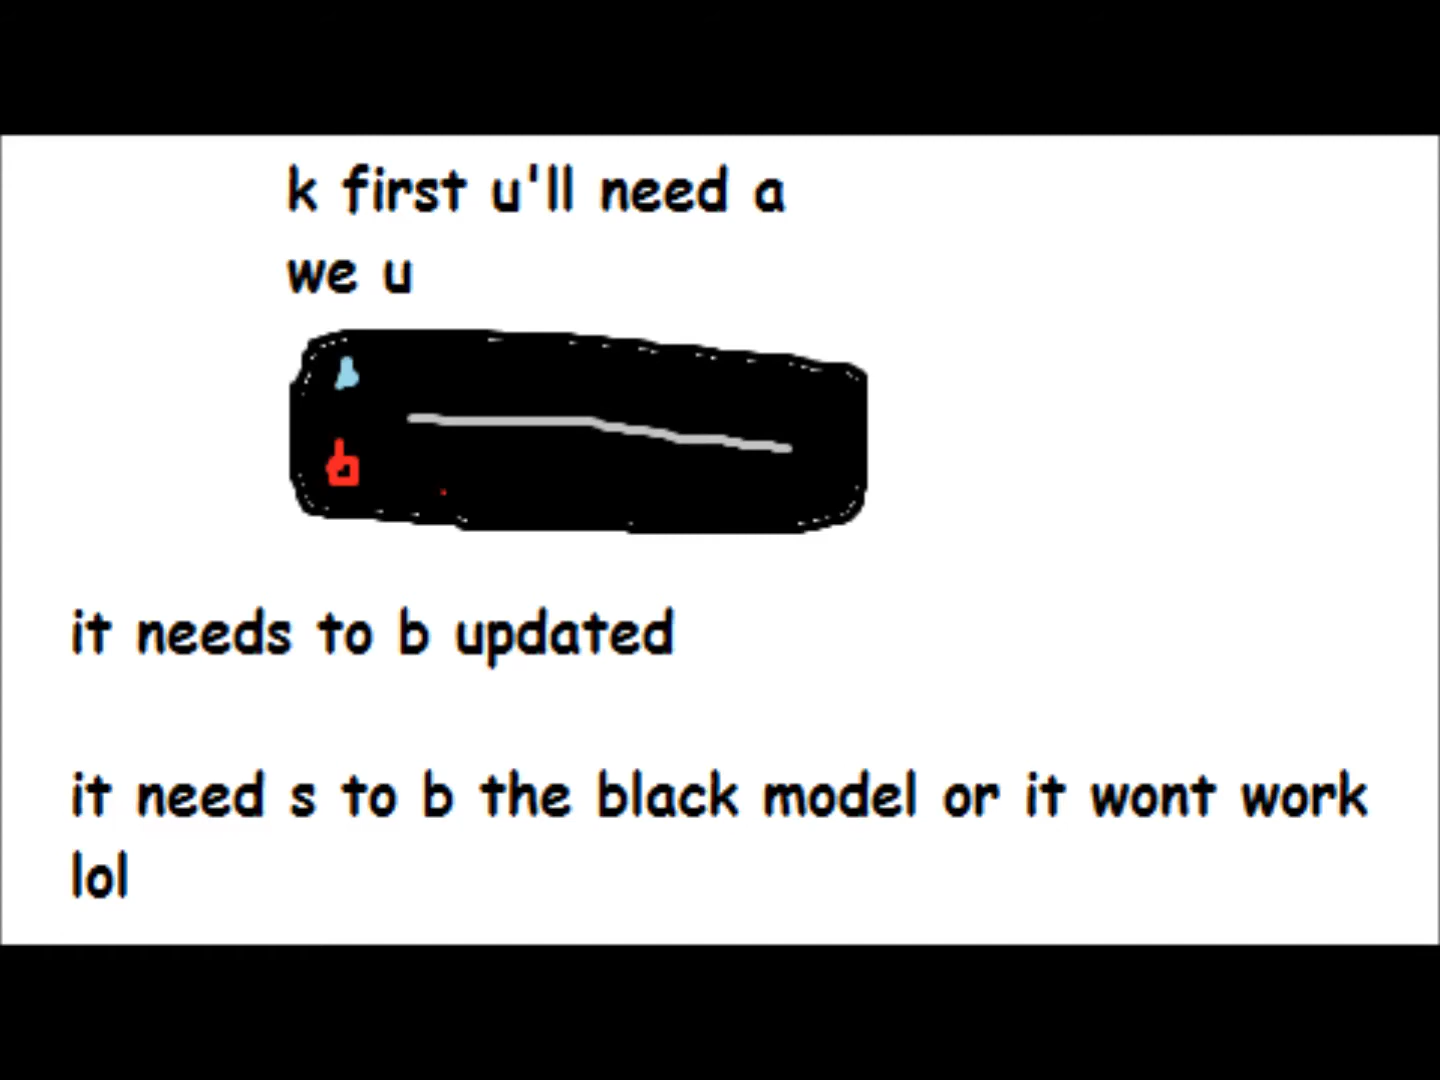 k first u'll need a
we u
it needs to b updated
it need s to b the black model or it wont work
lol